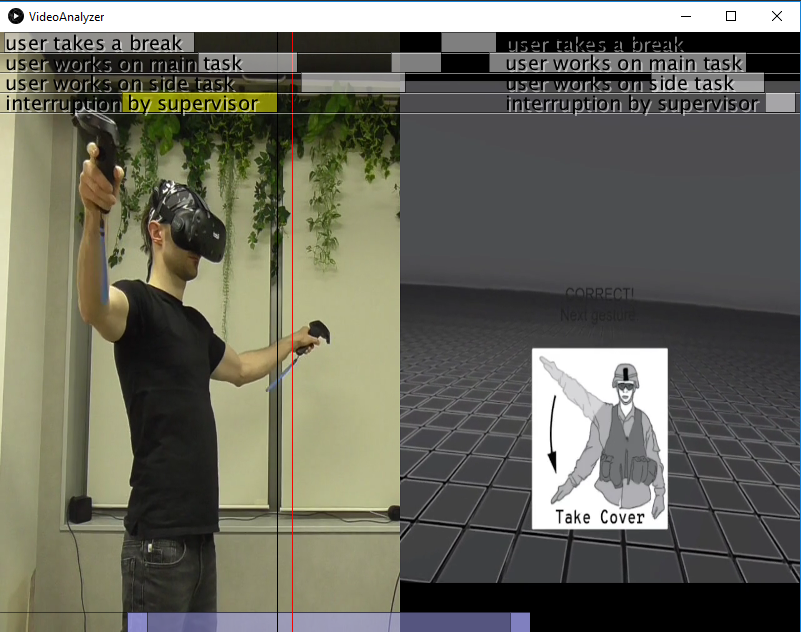 VideoAnalyzer
user takes a break
user works on main task
user works on side task
interruption by supervisor
user takes a break
user works on main task
user works on side task
interruption by supervisor
CORRECT!
Next gesture
Take Cover